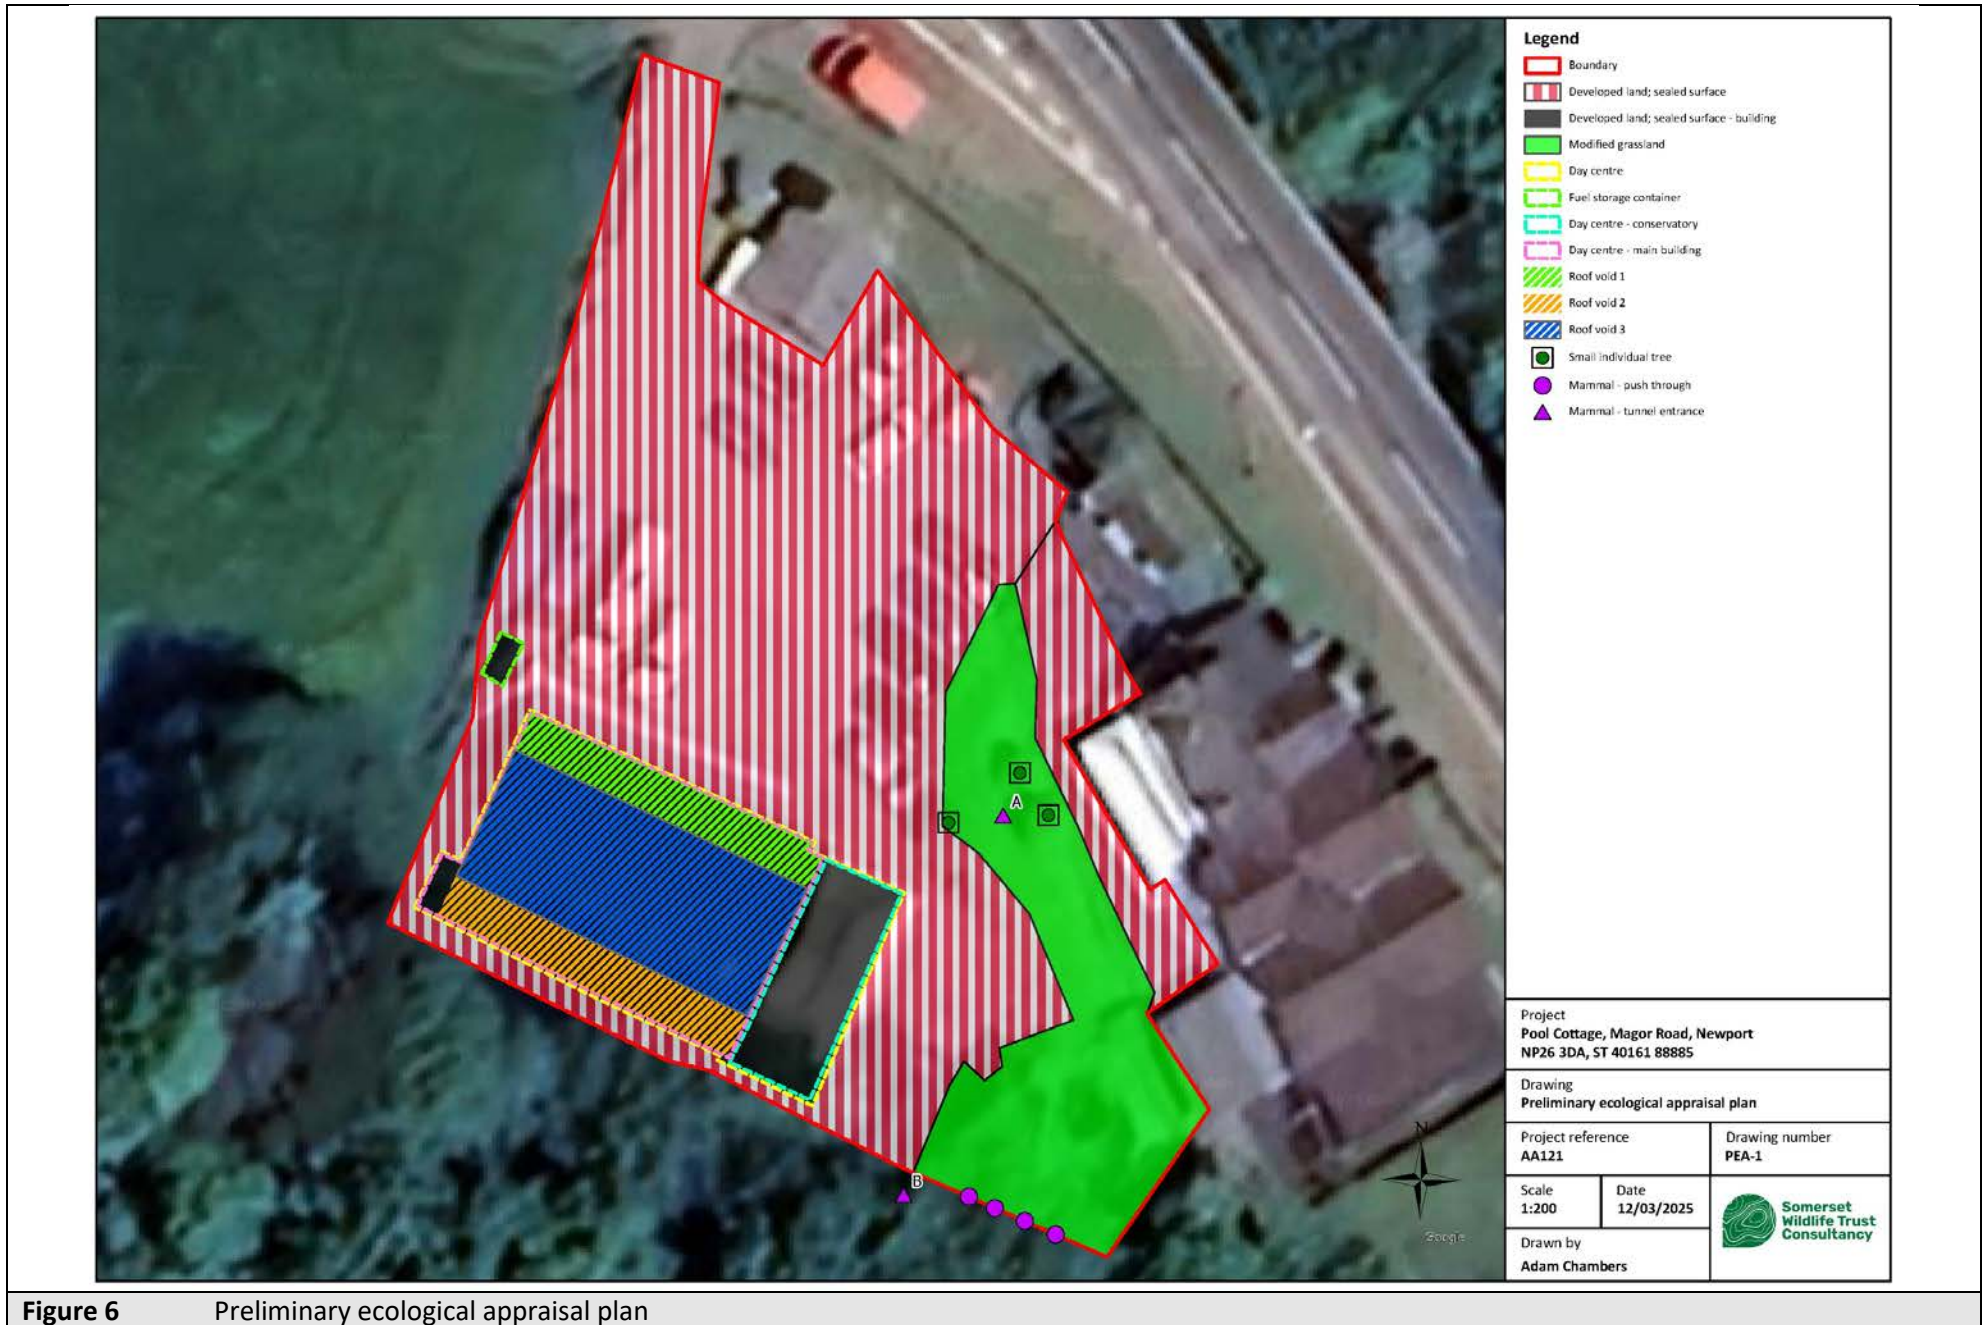 Legend
Boundary
Developed land; sealed surface
Developed land; sealed surface - building
Modified grassland
Day centre
Fuel storage container
Day centre - conservatory
Day centre - main building
Roof void 1
Roof void 2
Roof void 3
Small individual tree
Mammal - push through
Mammal - tunnel entrance
A
B
N
Google
Project
Pool Cottage, Magor Road, Newport
NP26 3DA, ST 40161 88885
Drawing
Preliminary ecological appraisal plan
Project reference
AA121
Drawing number
PEA-1
Scale
1:200
Date
12/03/2025
Drawn by
Adam Chambers
Somerset
Wildlife Trust
Consultancy
Figure 6 Preliminary ecological appraisal plan